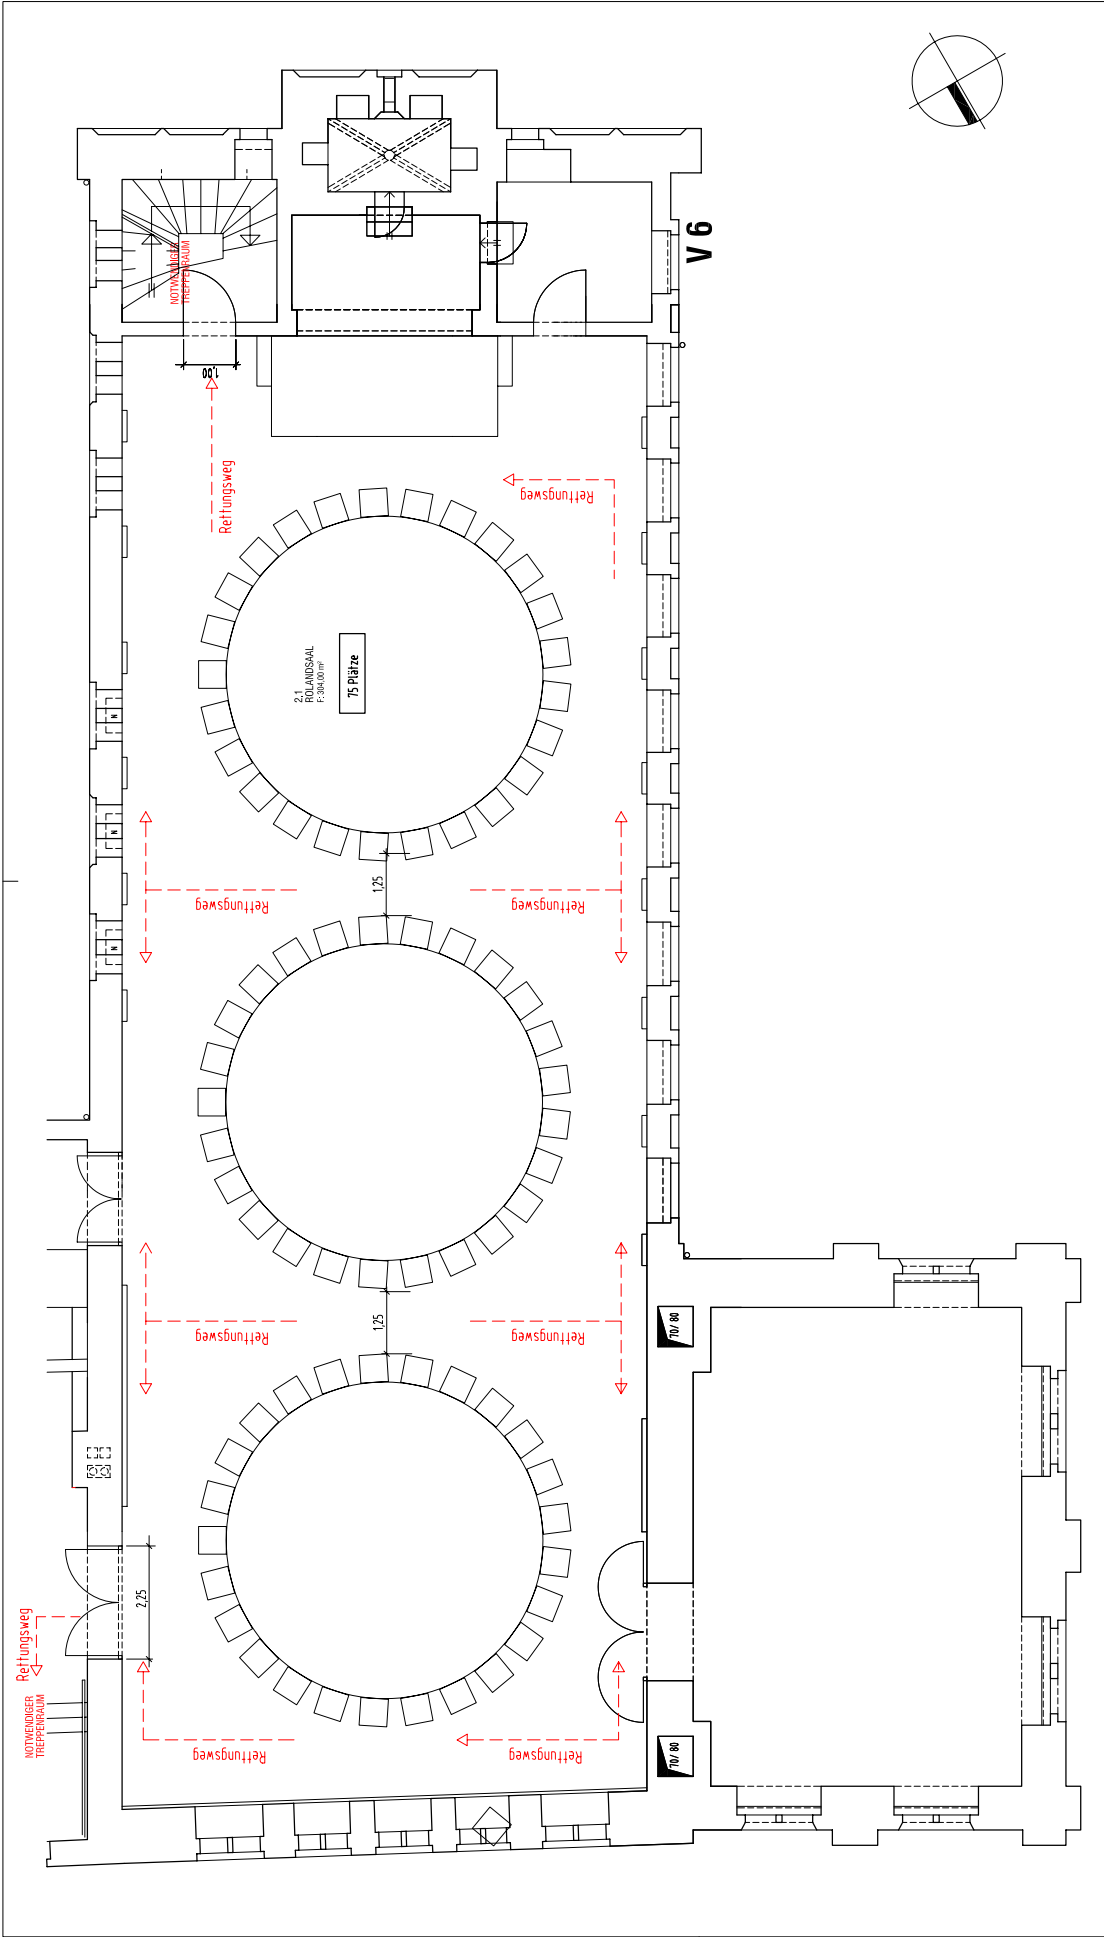 V 6
NOTWENDIGER
TREPPENRAUM
1,00
Rettungsweg
Rettungsweg
2,1
ROLANDSAAL
F: 304,00 m²
75 Plätze
N
N
N
1,25
Rettungsweg
Rettungsweg
1,25
Rettungsweg
Rettungsweg
70/ 80
2,25
Rettungsweg
NOTWENDIGER
TREPPENRAUM
Rettungsweg
Rettungsweg
70/ 80